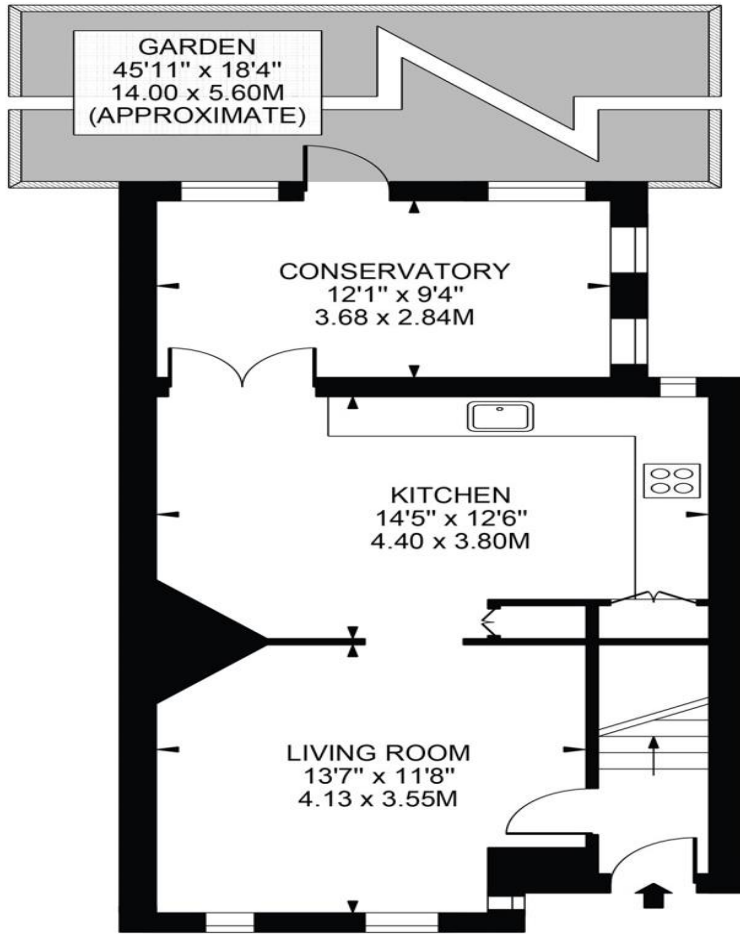 GARDEN
45'11" x 18'4"
14.00 x 5.60M
(APPROXIMATE)
CONSERVATORY
12'1" x 9'4"
3.68 x 2.84M
KITCHEN
14'5" x 12'6"
4.40 x 3.80M
LIVING ROOM
13'7" x 11'8"
4.13 x 3.55M